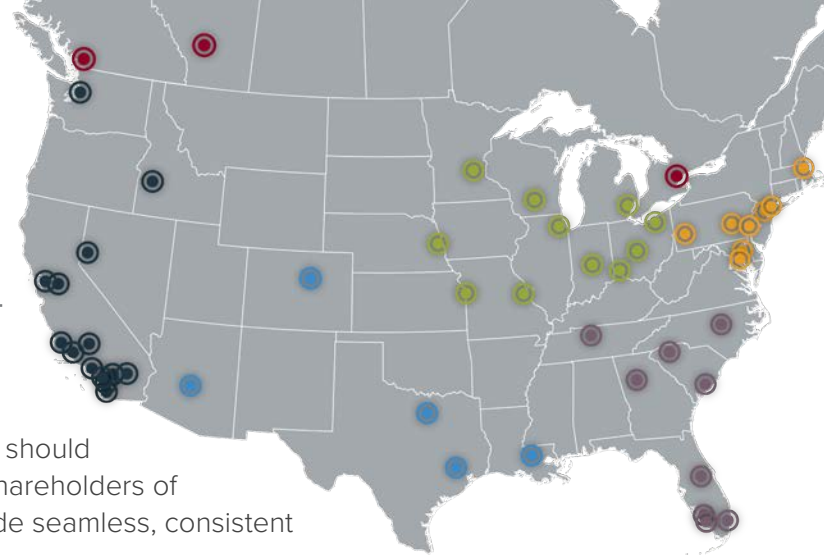 .
should
hareholders of
de seamless, consistent